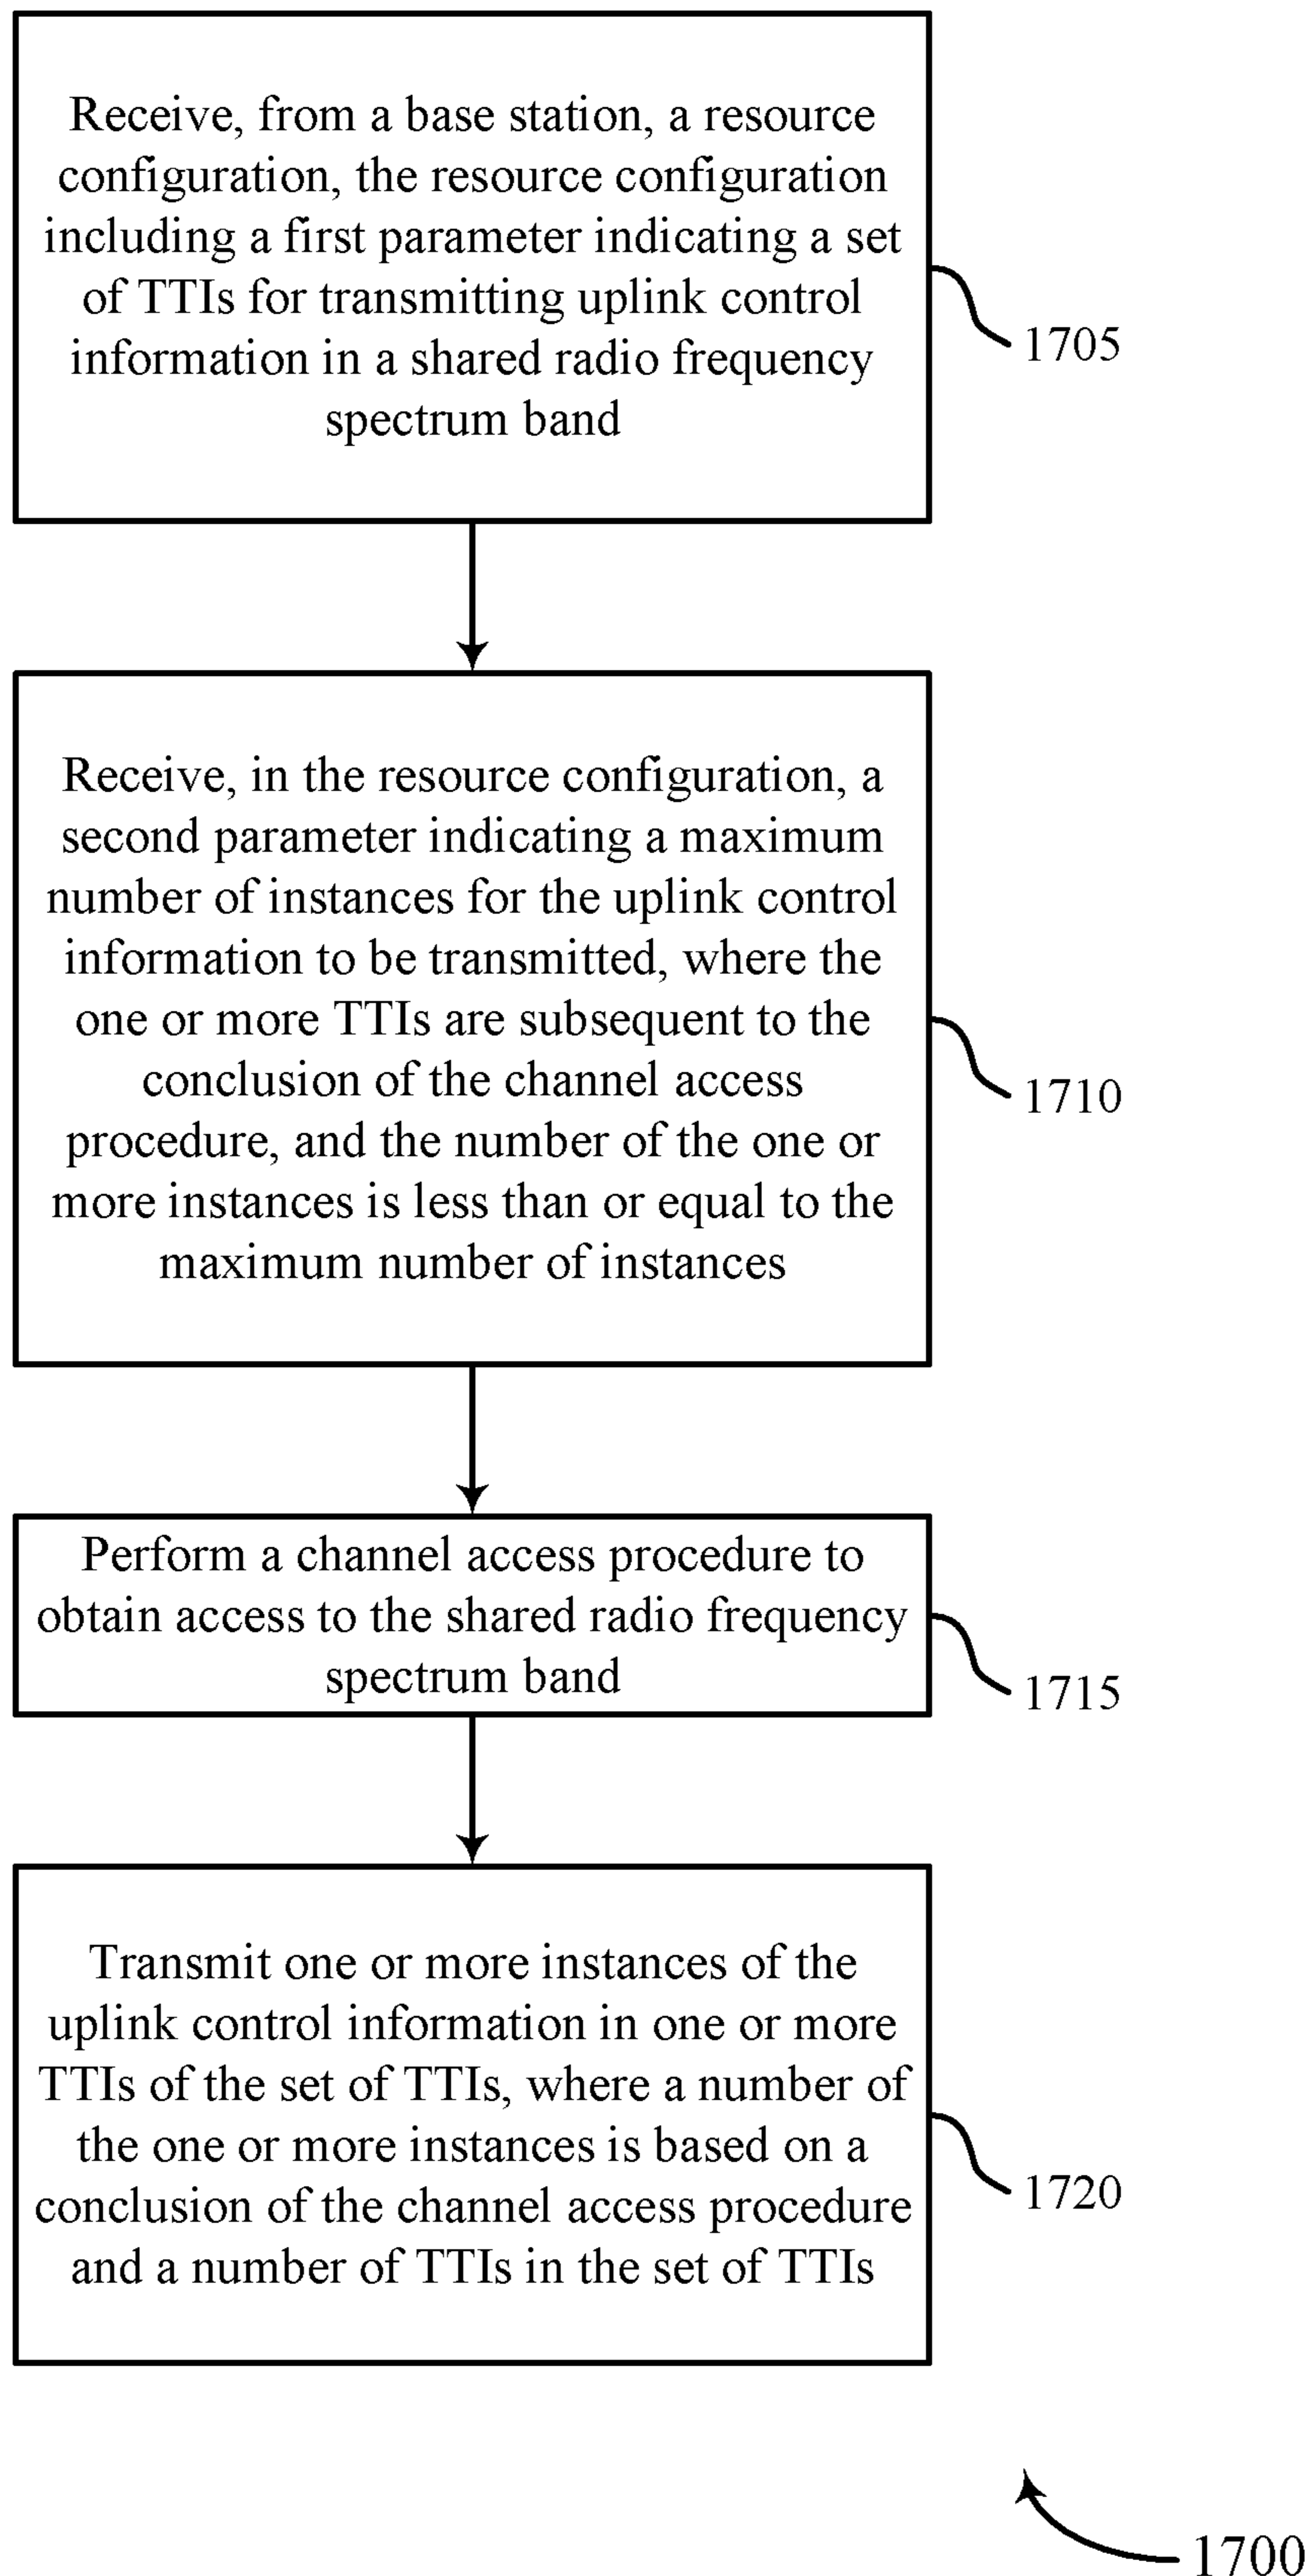 Receive, from a base station, a resource
configuration, the resource configuration
including a first parameter indicating a set
of TTIs for transmitting uplink control
information in a shared radio frequency
spectrum band
1705
Receive, in the resource configuration, a
second parameter indicating a maximum
number of instances for the uplink control
information to be transmitted, where the
one or more TTIs are subsequent to the
conclusion of the channel access
procedure, and the number of the one or
more instances is less than or equal to the
maximum number of instances
1710
Perform a channel access procedure to
obtain access to the shared radio frequency
spectrum band
1715
Transmit one or more instances of the
uplink control information in one or more
TTIs of the set of TTIs, where a number of
the one or more instances is based on a
conclusion of the channel access procedure
and a number of TTIs in the set of TTIs
1720
1700